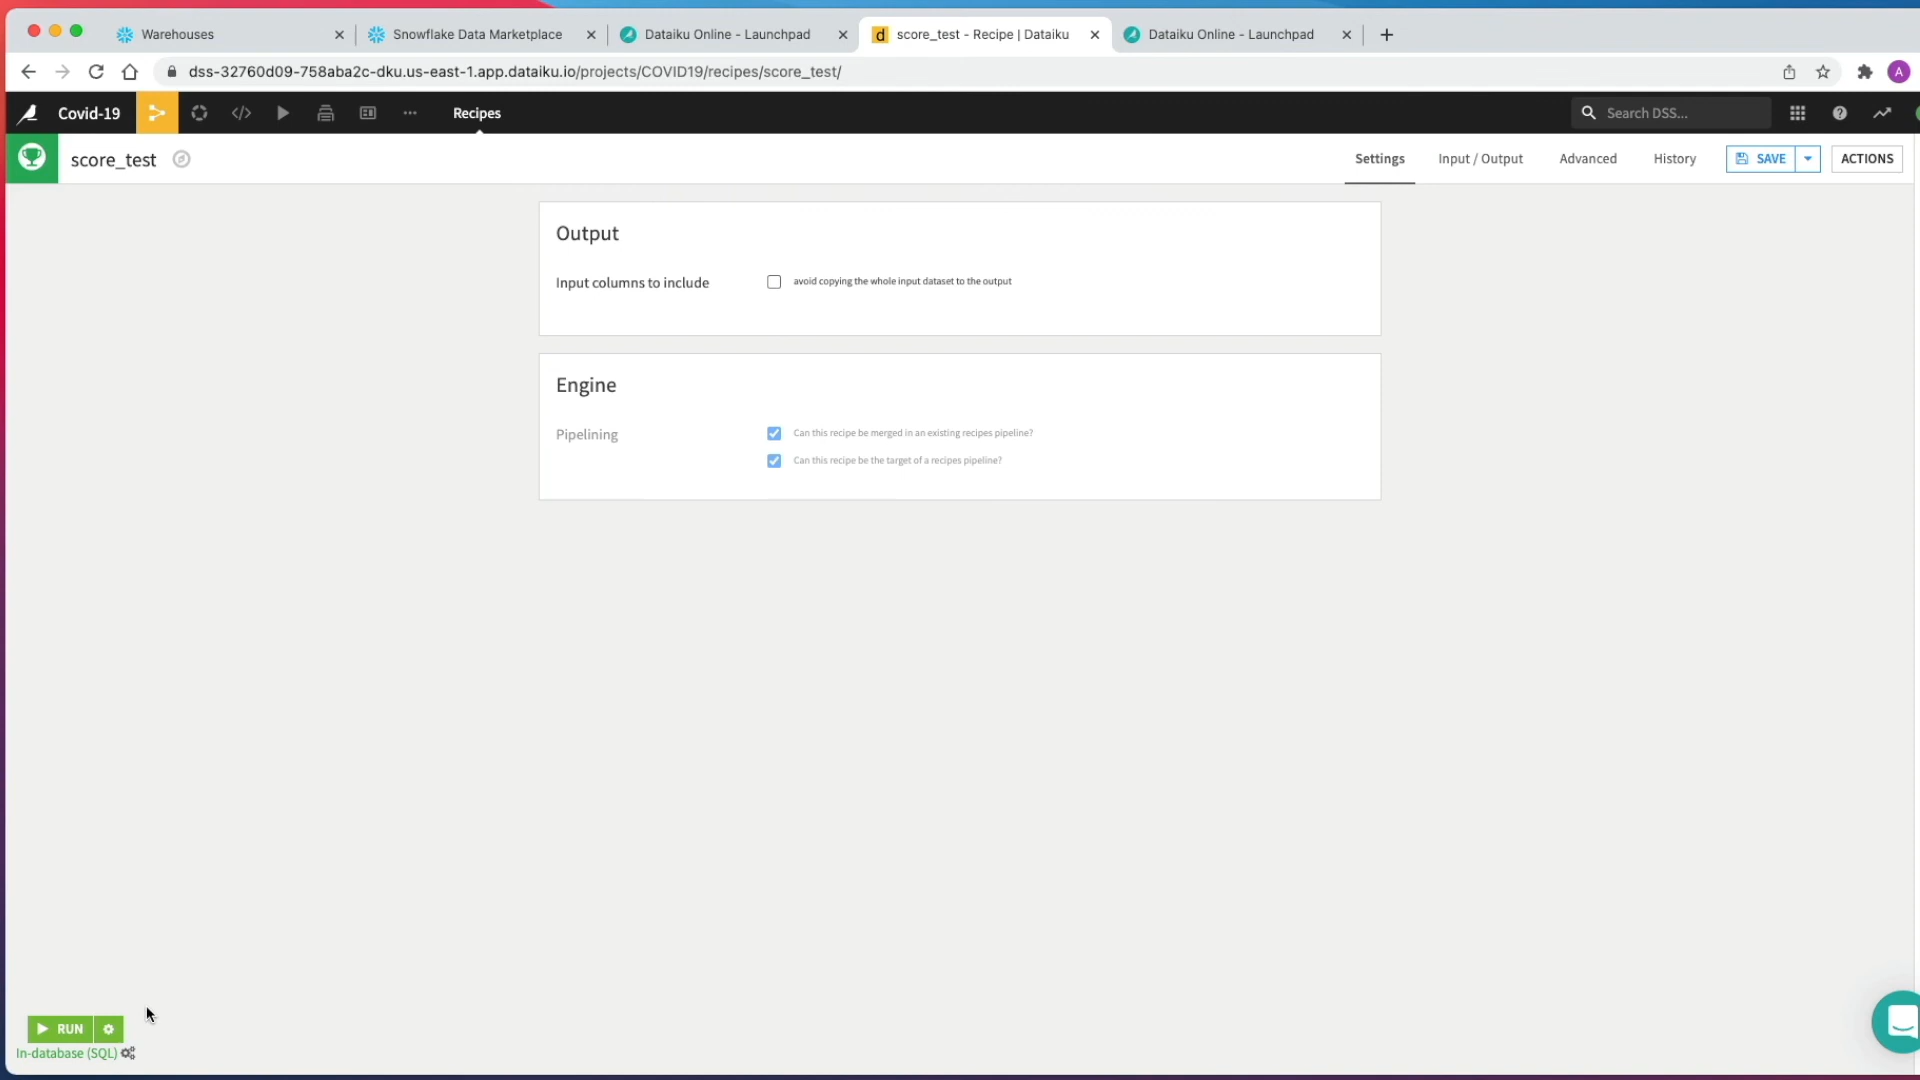 Warehouses
Snowflake Data Marketplace
Dataiku Online - Launchpad
d score_test - Recipe | Dataiku
Dataiku Online - Launchpad
dss-32760d09-758aba2c-dku.us-east-1.app.dataiku.io/projects/COVID19/recipes/score_test/
A
Covid-19
Recipes
Search DSS...
score_test
Settings
Input / Output
Advanced
History
SAVE
ACTIONS
Output
Input columns to include
avoid copying the whole input dataset to the output
Engine
Pipelining
Can this recipe be merged in an existing recipes pipeline?
Can this recipe be the target of a recipes pipeline?
RUN
In-database (SQL)